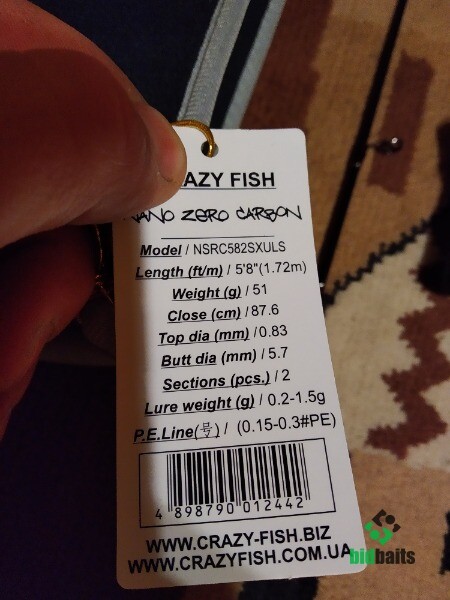 AZY FISH
NANO ZERO CARBON
Model / NSRC582SXULS
Length (ft/m) / 5'8"(1.72m)
Weight (g) / 51
Close (cm) / 87.6
Top dia (mm) / 0.83
Butt dia (mm) / 5.7
Sections (pcs.) / 2
Lure weight (g) / 0.2-1.5g
P.E.Line(号) / (0.15-0.3#PE)
4 898790 012442
WWW.CRAZY-FISH.BIZ
WWW.CRAZYFISH.COM.UA
bidbaits